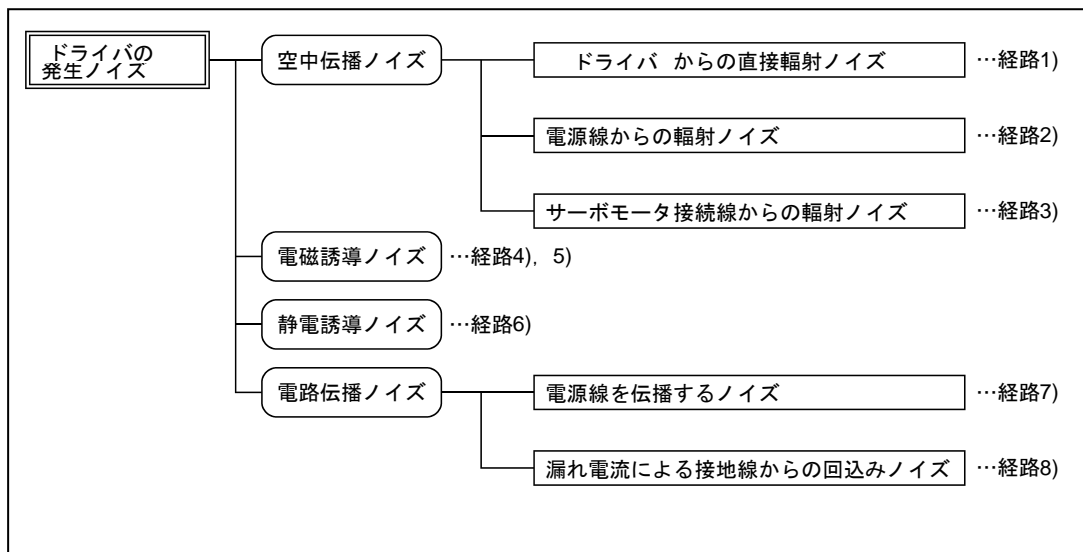 ドライバの
発生ノイズ
空中伝播ノイズ
ドライバ からの直接輻射ノイズ …経路1)
電源線からの輻射ノイズ …経路2)
サーボモータ接続線からの輻射ノイズ …経路3)
電磁誘導ノイズ …経路4), 5)
静電誘導ノイズ …経路6)
電路伝播ノイズ
電源線を伝播するノイズ …経路7)
漏れ電流による接地線からの回込みノイズ …経路8)